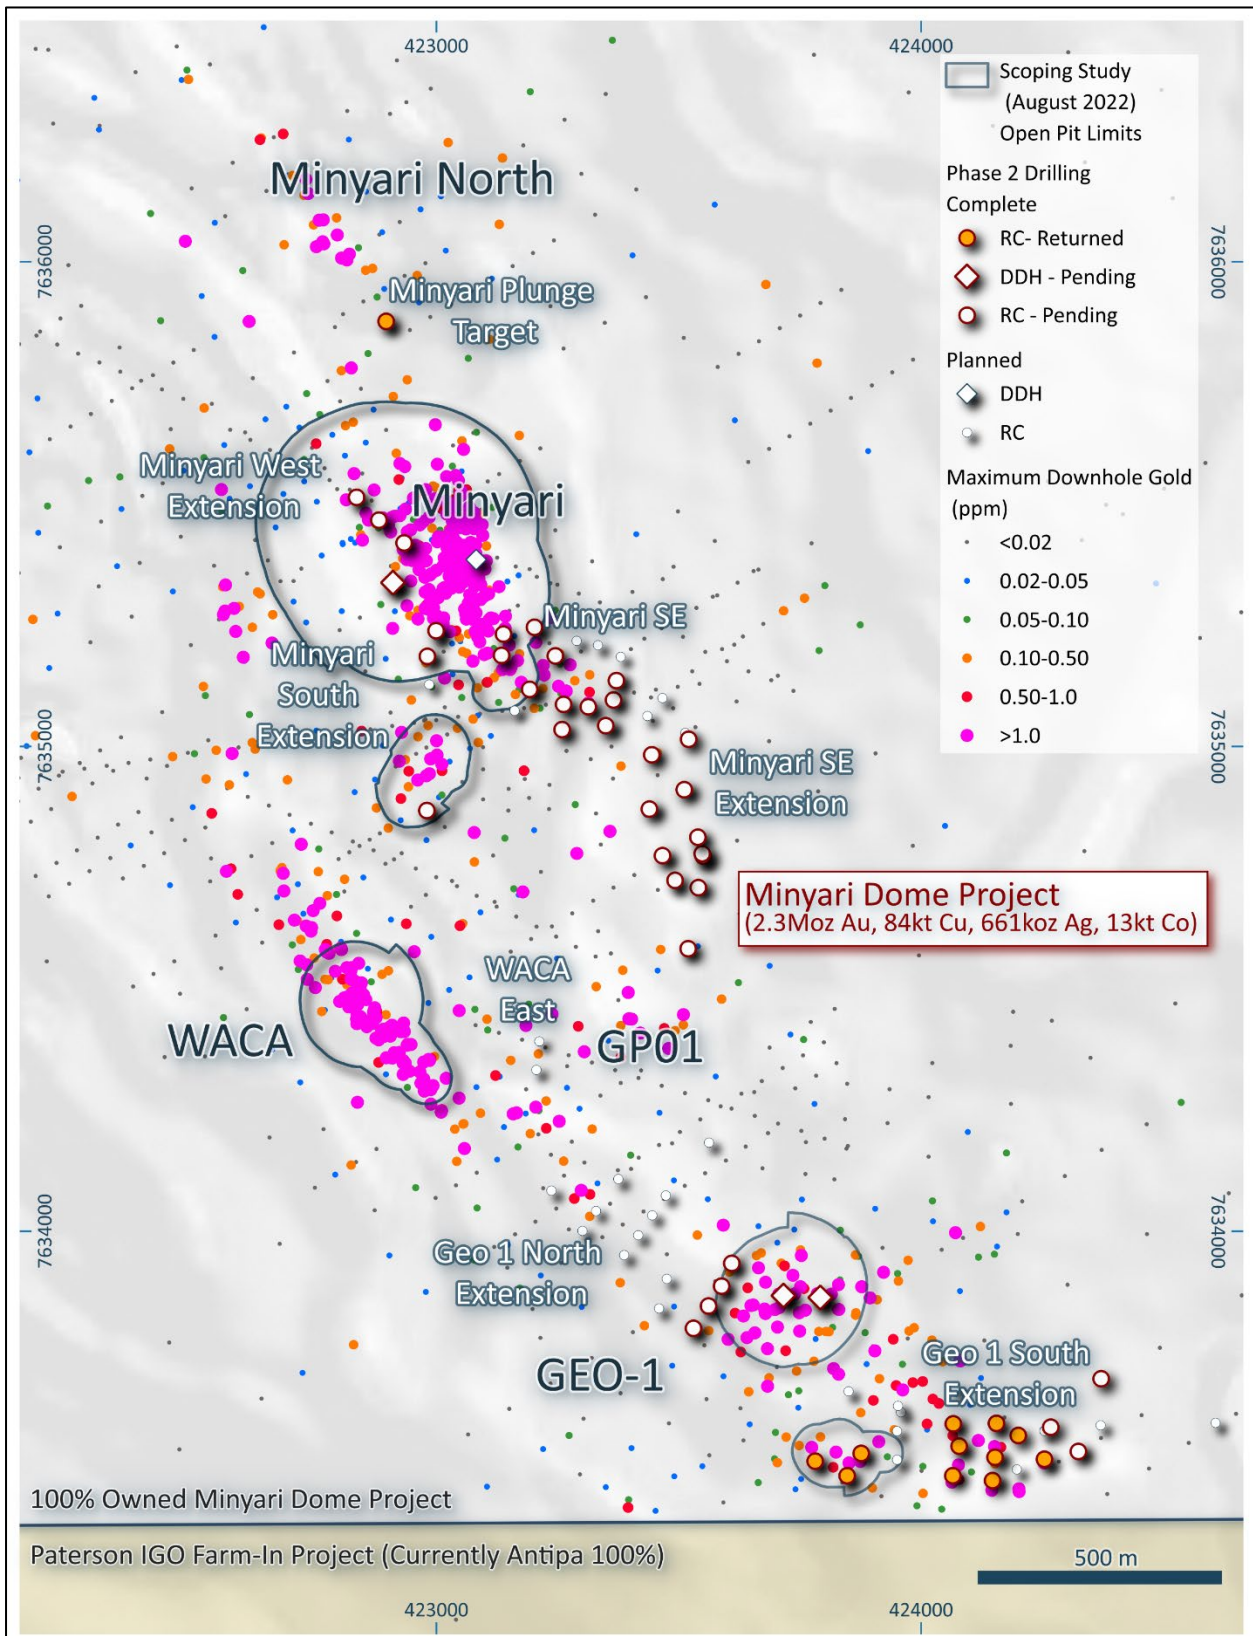 423000
424000
Scoping Study
(August 2022)
Open Pit Limits
Phase 2 Drilling
Complete
RC- Returned
DDH - Pending
RC - Pending
Planned
DDH
RC
Maximum Downhole Gold
(ppm)
<0.02
0.02-0.05
0.05-0.10
0.10-0.50
0.50-1.0
>1.0
Minyari North
7636000
7636000
Minyari Plunge
Target
Minyari West
Extension
Minyari
Minyari SE
Minyari
South
Extension
7635000
7635000
Minyari SE
Extension
Minyari Dome Project
(2.3Moz Au, 84kt Cu, 661koz Ag, 13kt Co)
WACA
East
WACA
GP01
7634000
7634000
Geo 1 North
Extension
GEO-1
Geo 1 South
Extension
100% Owned Minyari Dome Project
Paterson IGO Farm-In Project (Currently Antipa 100%)
500 m
423000
424000